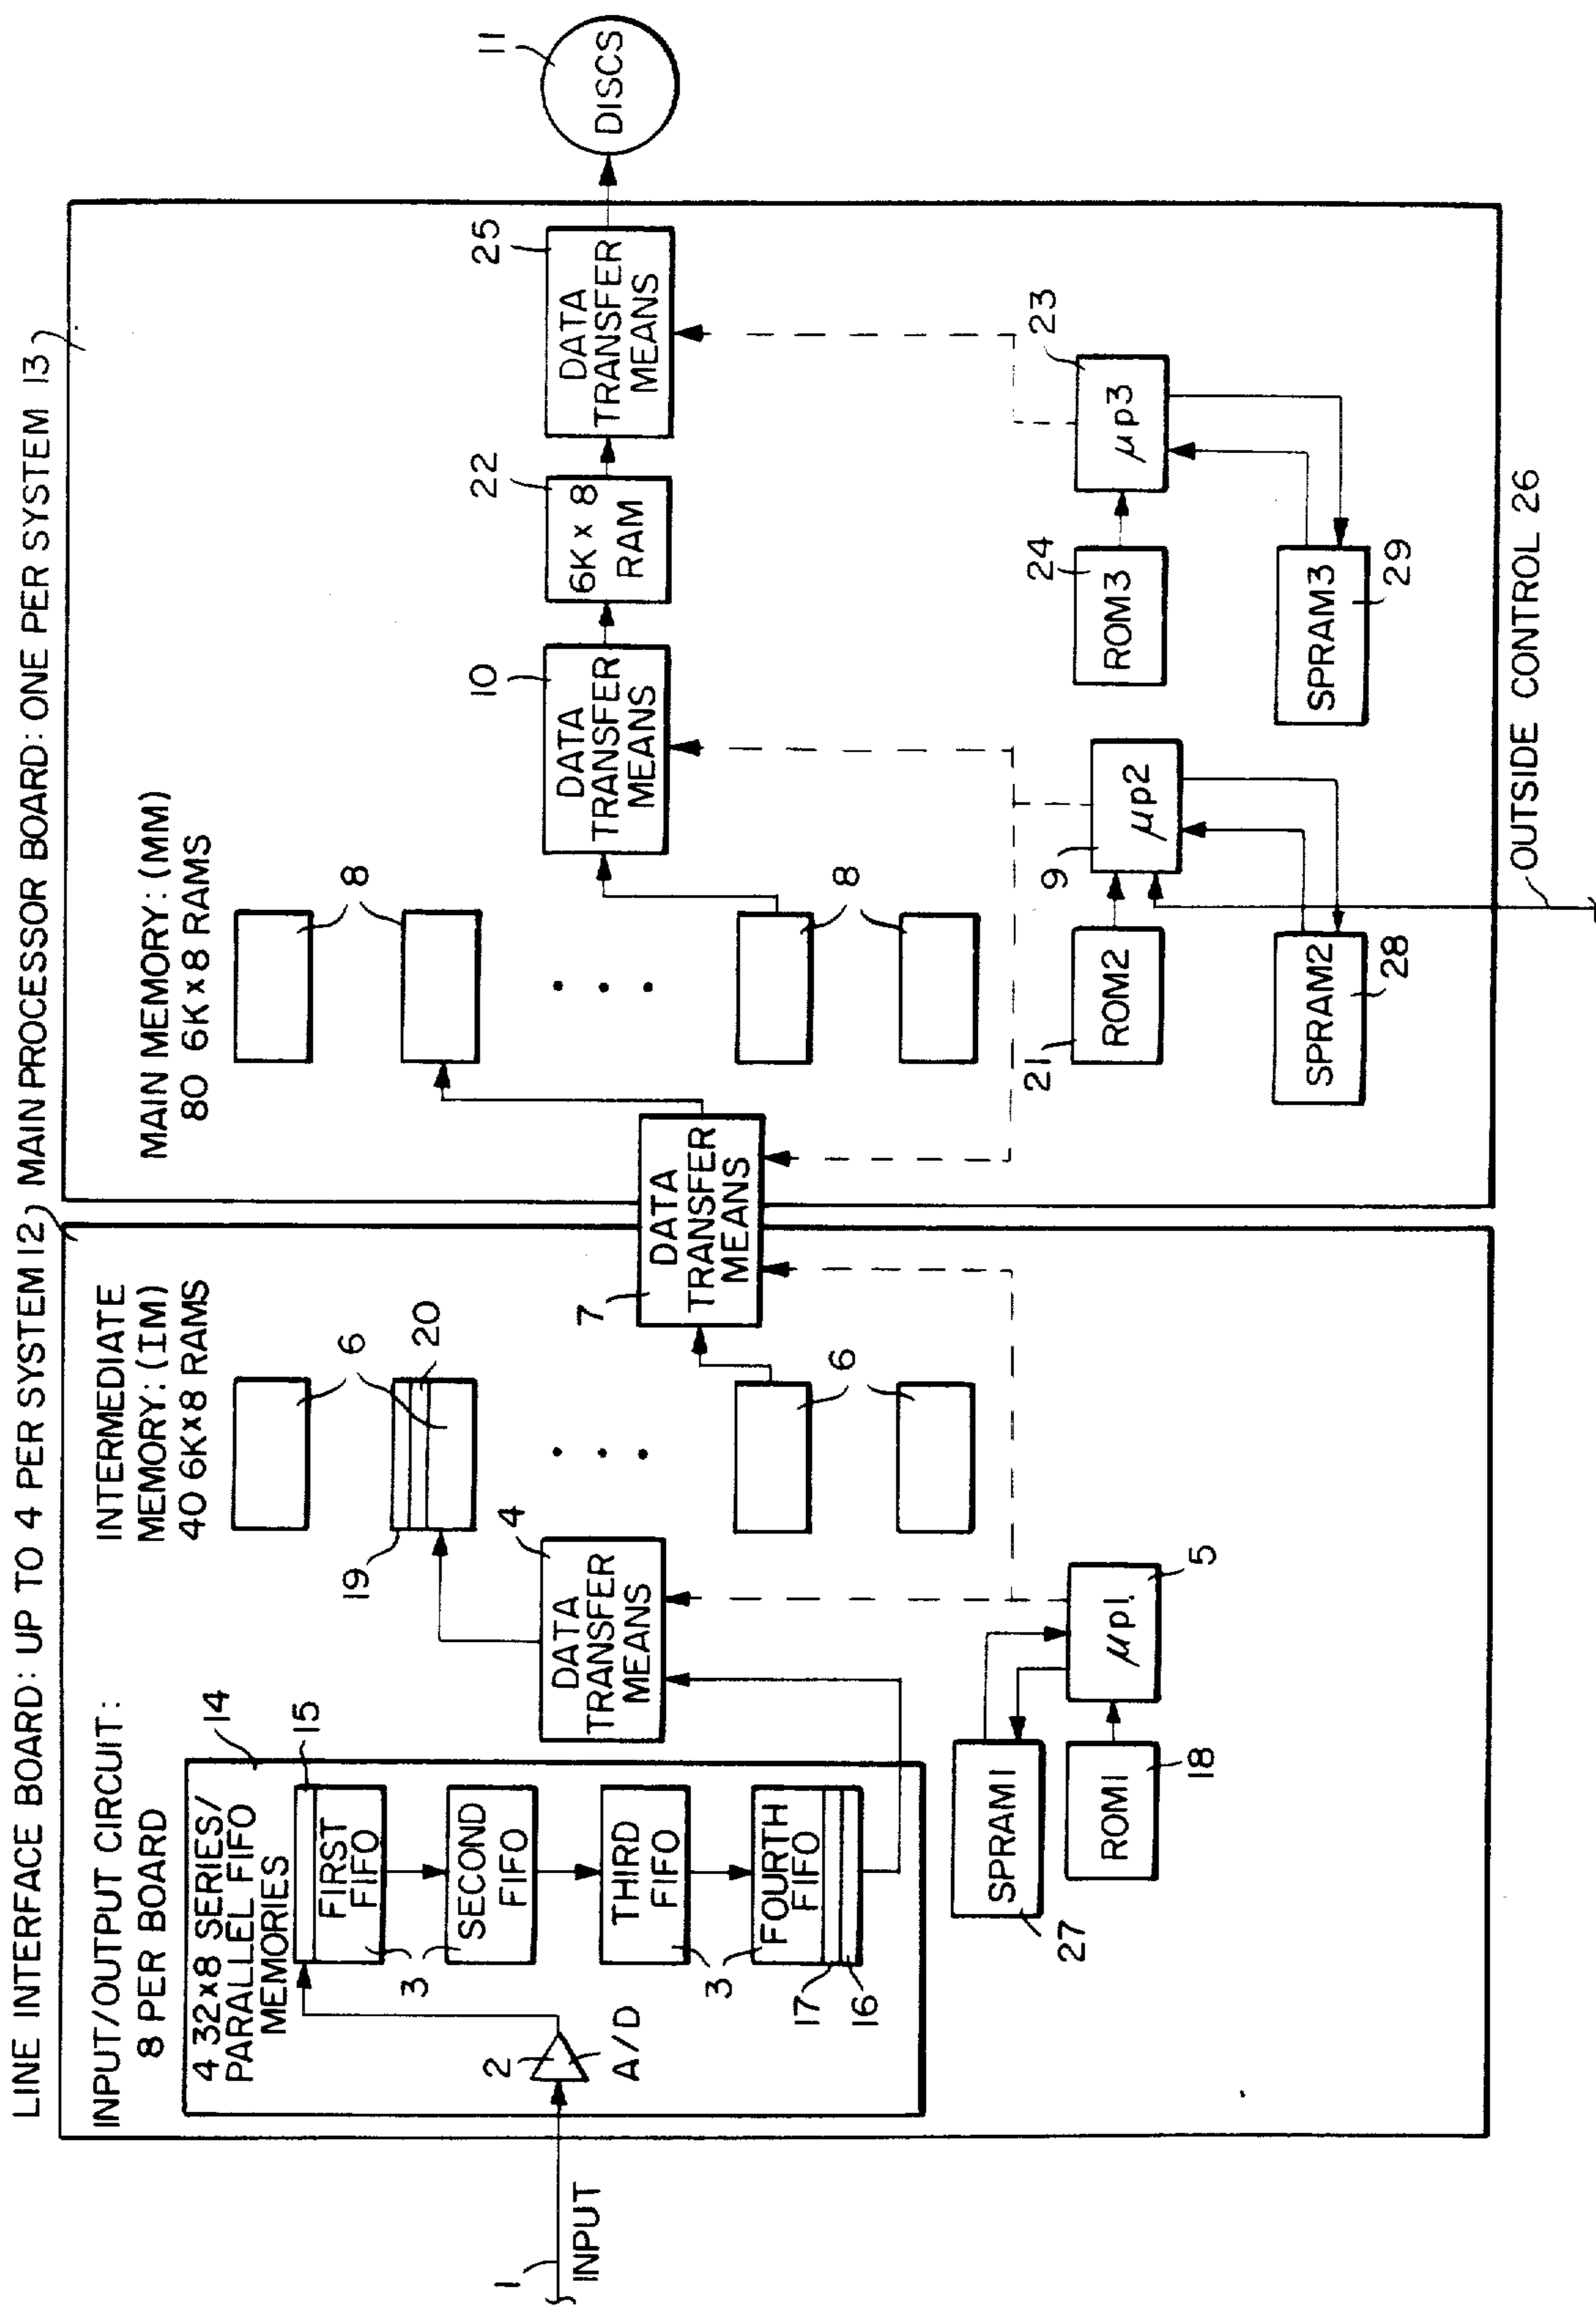 LINE INTERFACE BOARD: UP TO 4 PER SYSTEM 12
MAIN PROCESSOR BOARD: ONE PER SYSTEM 13
INPUT/OUTPUT CIRCUIT:
8 PER BOARD
4 32x8 SERIES/
PARALLEL FIFO
MEMORIES
14
15
FIRST
FIFO
SECOND
FIFO
THIRD
FIFO
FOURTH
FIFO
3
3
17
16
1
INPUT
2
A/D
4
DATA
TRANSFER
MEANS
INTERMEDIATE
MEMORY: (IM)
40 6K×8 RAMS
6
19
20
6
SPRAM1
27
ROM1
18
μp1
5
7
DATA
TRANSFER
MEANS
MAIN MEMORY: (MM)
80 6K×8 RAMS
8
8
10
DATA
TRANSFER
MEANS
22
6K × 8
RAM
25
DATA
TRANSFER
MEANS
11
DISCS
21
ROM2
9
μp2
SPRAM2
28
24
ROM3
23
μp3
SPRAM3
29
OUTSIDE CONTROL 26